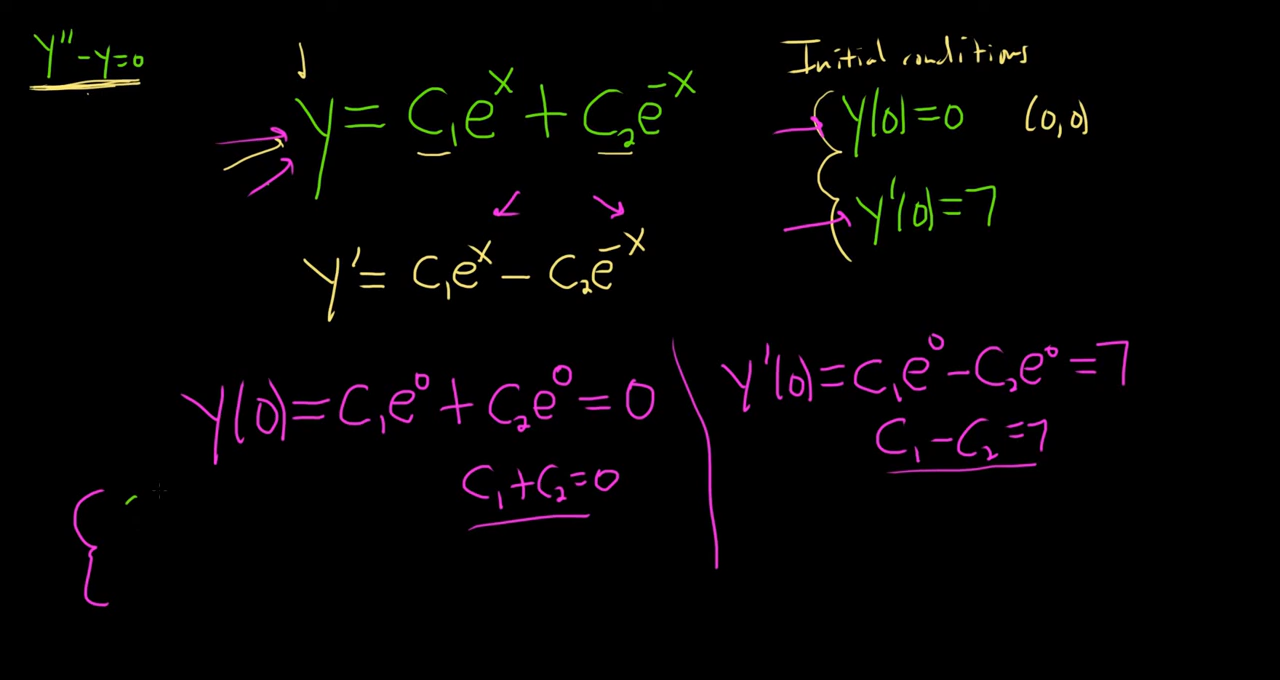 y'' - y = 0
y = C₁eˣ + C₂e⁻ˣ
Initial conditions
y(0) = 0 (0,0)
y'(0) = 7
y' = C₁eˣ - C₂e⁻ˣ
y(0) = C₁e⁰ + C₂e⁰ = 0
C₁ + C₂ = 0
y'(0) = C₁e⁰ - C₂e⁰ = 7
C₁ - C₂ = 7